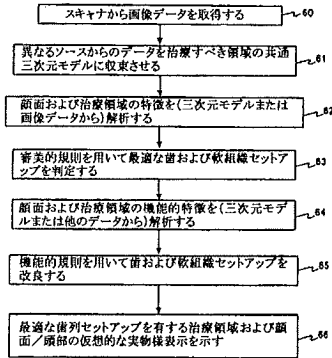 スキャナから画像データを取得する
60
異なるソースからのデータを治療すべき領域の共通
三次元モデルに収束させる
61
顔面および治療領域の特徴を(三次元モデルまたは
画像データから)解析する
62
審美的規則を用いて最適な歯および軟組織セットア
ップを判定する
63
顔面および治療領域の機能的特徴を(三次元モ
デルまたは他のデータから)解析する
64
機能的規則を用いて歯および軟組織セットアップを
改良する
65
最適な歯列セットアップを有する治療領域および顔
面/頭部の仮想的な実物様表示を示す
66